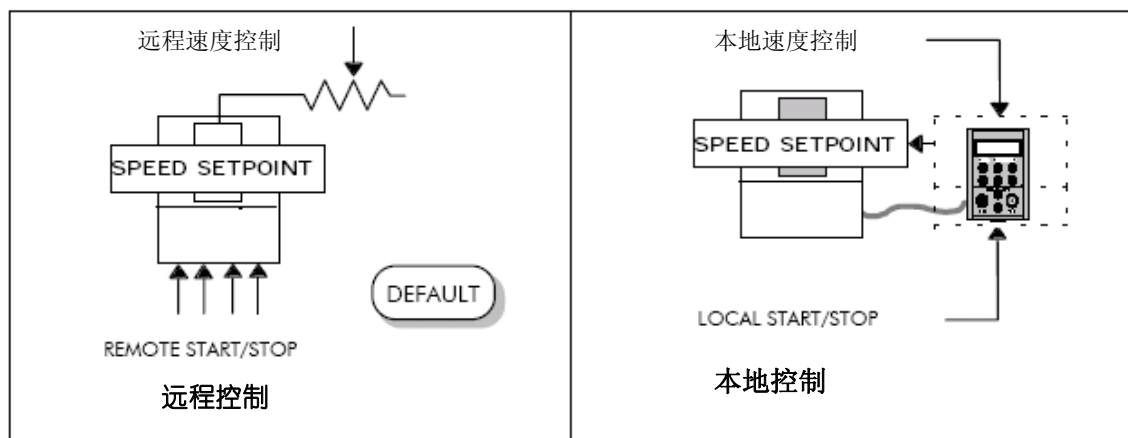 远程速度控制
SPEED SETPOINT
DEFAULT
REMOTE START/STOP
远程控制
本地速度控制
SPEED SETPOINT
LOCAL START/STOP
本地控制